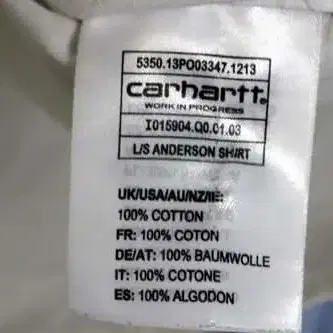 5350.13PO03347.1213
carhartt.
WORK IN PROGRESS
I015904.Q0.01.03
L/S ANDERSON SHIRT
UK/USA/AU/NZ/IE:
100% COTTON
FR: 100% COTON
DE/AT: 100% BAUMWOLLE
IT: 100% COTONE
ES: 100% ALGODON